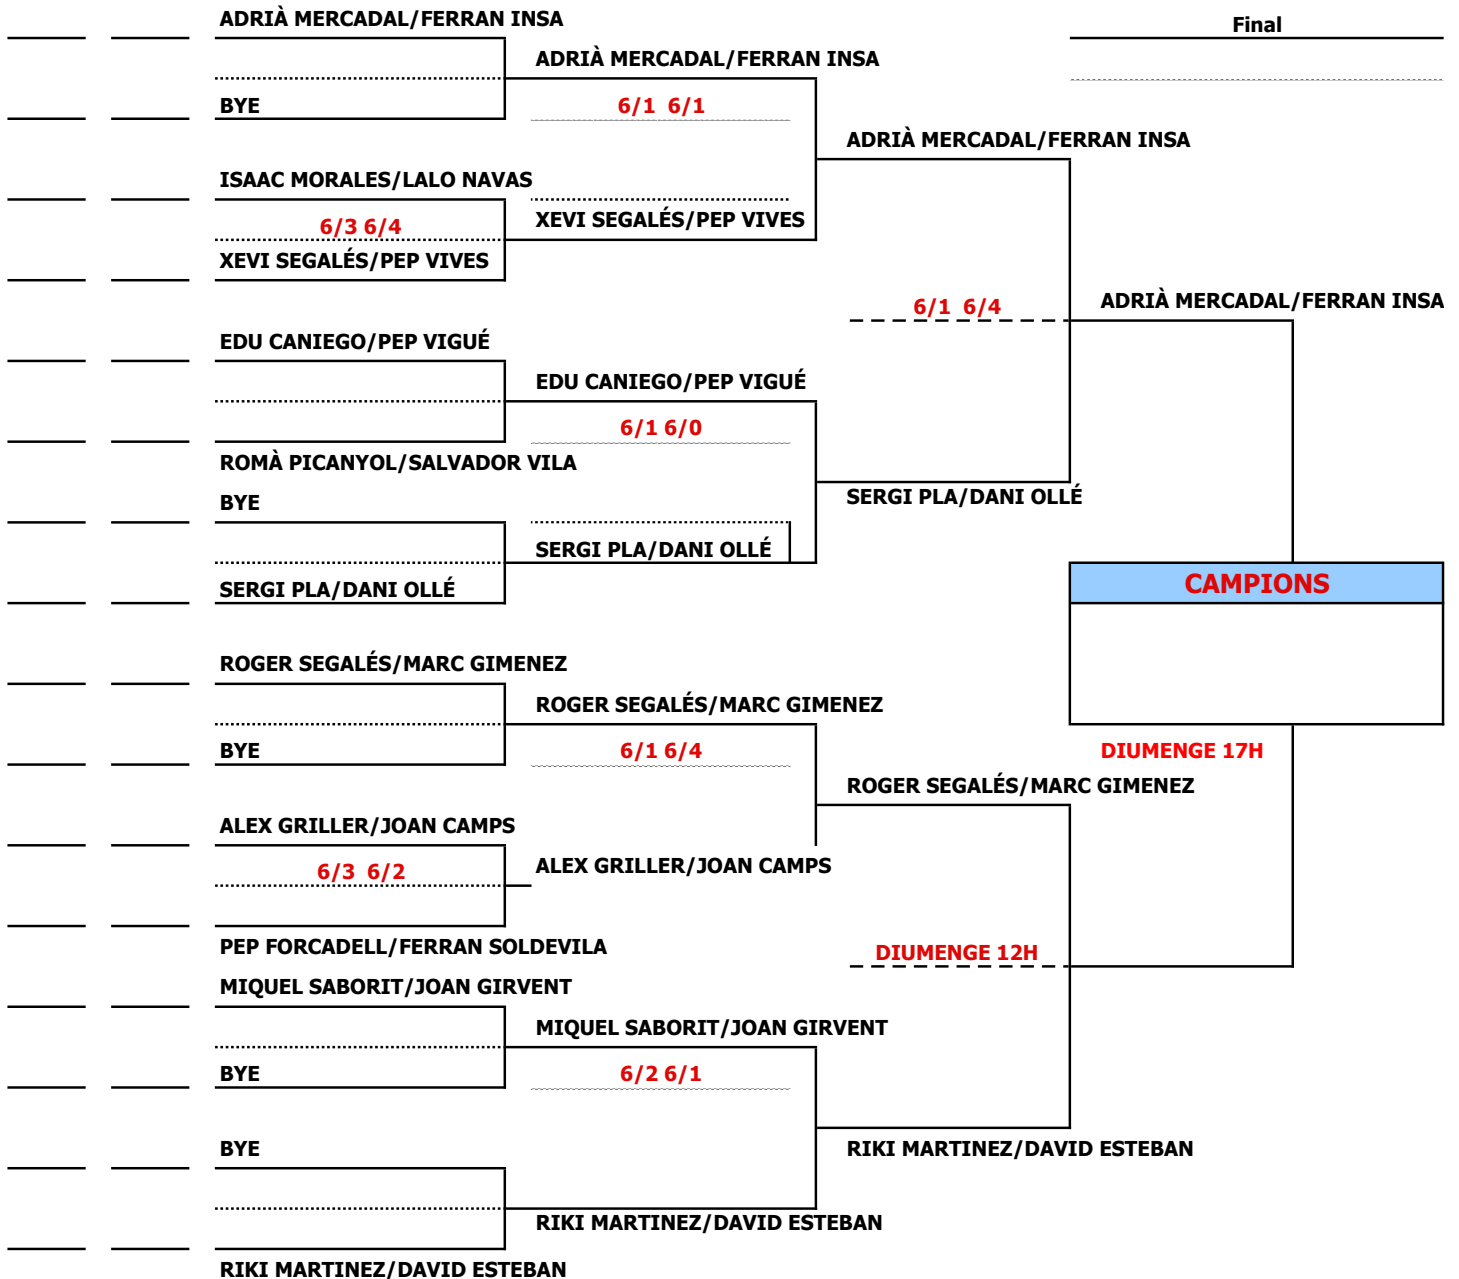 ADRIÀ MERCADAL/FERRAN INSA
Final
ADRIÀ MERCADAL/FERRAN INSA
BYE
6/1 6/1
ADRIÀ MERCADAL/FERRAN INSA
ISAAC MORALES/LALO NAVAS
6/3 6/4
XEVI SEGALÉS/PEP VIVES
XEVI SEGALÉS/PEP VIVES
6/1 6/4
ADRIÀ MERCADAL/FERRAN INSA
EDU CANIEGO/PEP VIGUÉ
EDU CANIEGO/PEP VIGUÉ
6/1 6/0
ROMÀ PICANYOL/SALVADOR VILA
BYE
SERGI PLA/DANI OLLÉ
SERGI PLA/DANI OLLÉ
SERGI PLA/DANI OLLÉ
CAMPIONS
ROGER SEGALÉS/MARC GIMENEZ
ROGER SEGALÉS/MARC GIMENEZ
BYE
6/1 6/4
DIUMENGE 17H
ROGER SEGALÉS/MARC GIMENEZ
ALEX GRILLER/JOAN CAMPS
6/3 6/2
ALEX GRILLER/JOAN CAMPS
PEP FORCADELL/FERRAN SOLDEVILA
DIUMENGE 12H
MIQUEL SABORIT/JOAN GIRVENT
MIQUEL SABORIT/JOAN GIRVENT
BYE
6/2 6/1
BYE
RIKI MARTINEZ/DAVID ESTEBAN
RIKI MARTINEZ/DAVID ESTEBAN
RIKI MARTINEZ/DAVID ESTEBAN